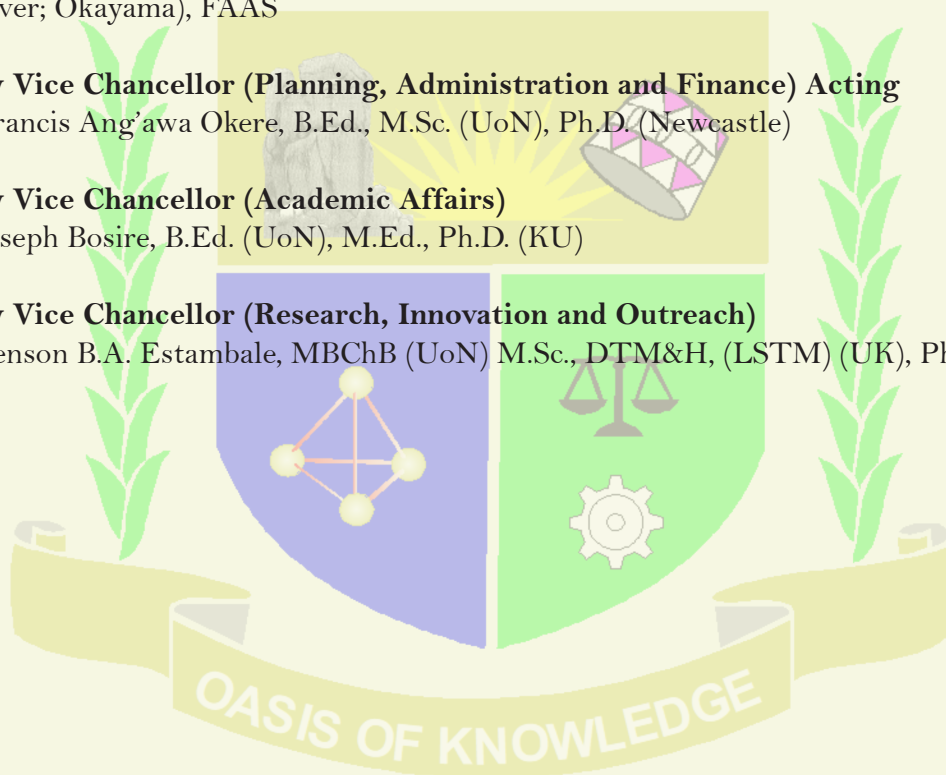 ver; Okayama), FAAS
y Vice Chancellor (Planning, Administration and Finance) Acting
rancis Ang’awa Okere, B.Ed., M.Sc. (UoN), Ph.D. (Newcastle)
y Vice Chancellor (Academic Affairs)
seph Bosire, B.Ed. (UoN), M.Ed., Ph.D. (KU)
y Vice Chancellor (Research, Innovation and Outreach)
enson B.A. Estambale, MBChB (UoN) M.Sc., DTM&H, (LSTM) (UK), Ph
OASIS OF KNOWLEDGE